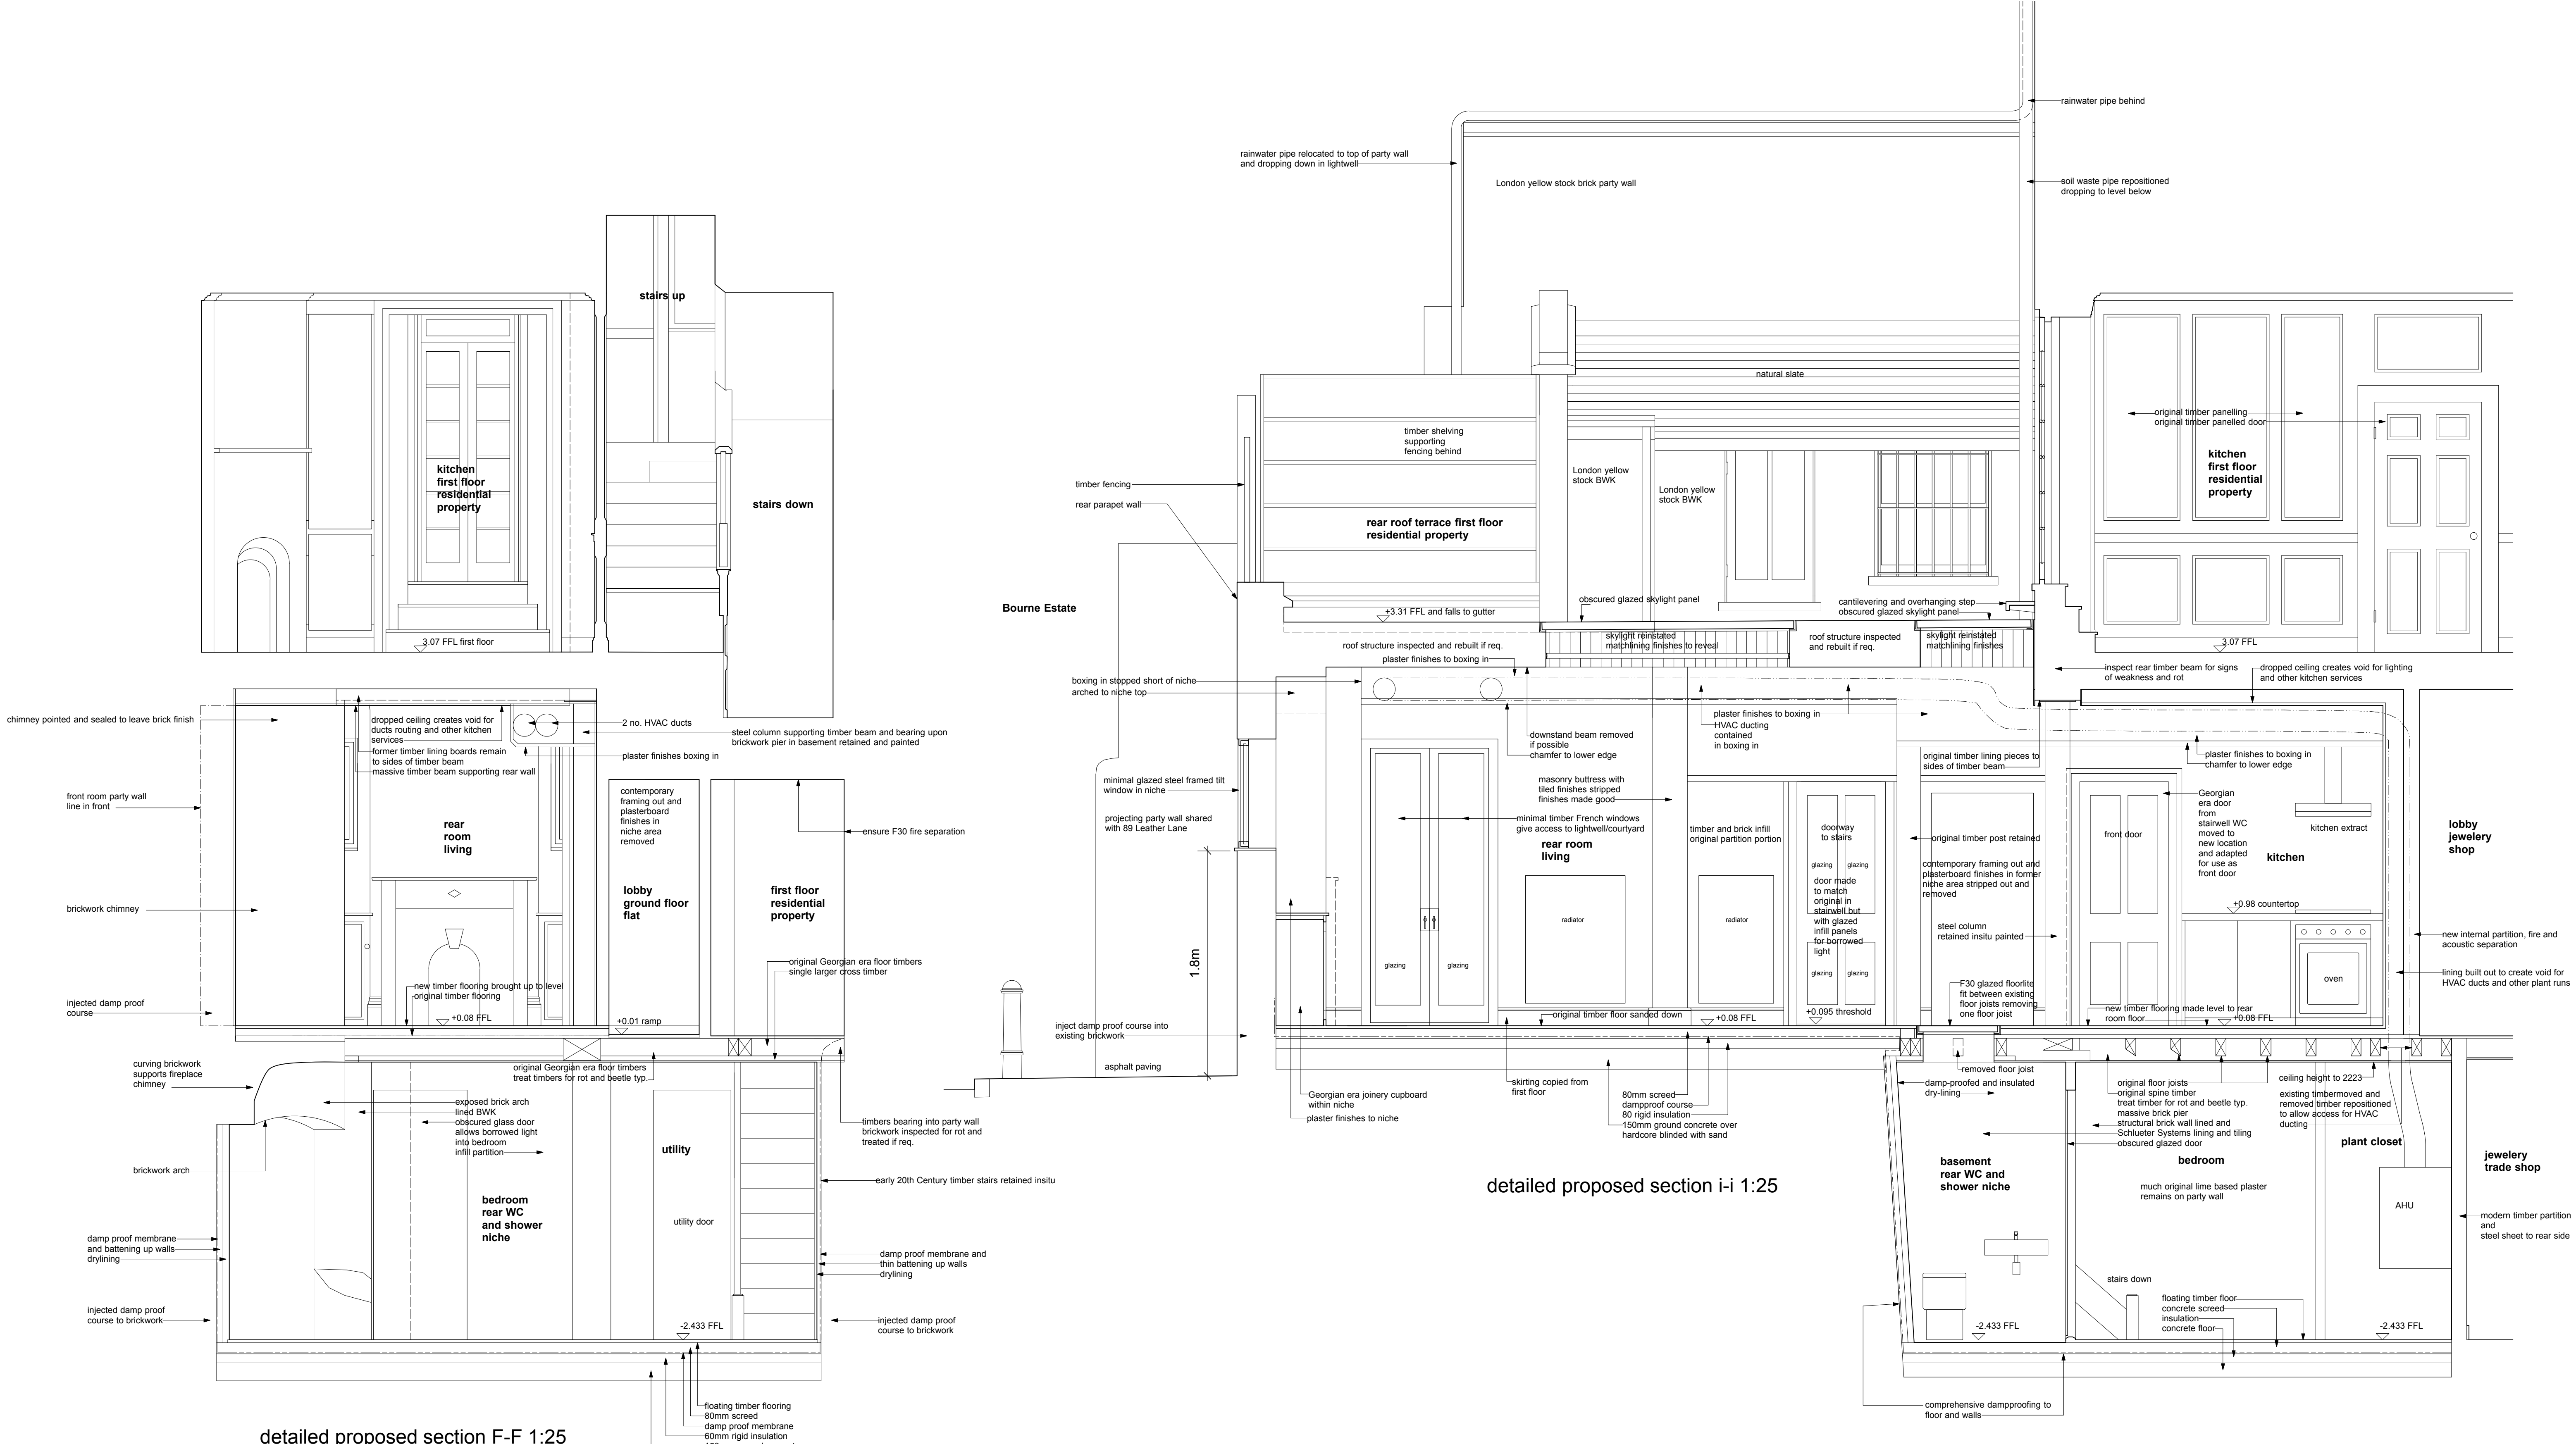 rainwater pipe behind
rainwater pipe relocated to top of party wall
and dropping down in lightwell
London yellow stock brick party wall
soil waste pipe repositioned
dropping to level below
stairs up
stairs down
kitchen
first floor
residential
property
3.07 FFL first floor
natural slate
timber shelving
supporting
fencing behind
London yellow
stock BWK
London yellow
stock BWK
timber fencing
rear parapet wall
rear roof terrace first floor
residential property
original timber panelling
original timber panelled door
kitchen
first floor
residential
property
Bourne Estate
+3.31 FFL and falls to gutter
obscured glazed skylight panel
cantilevering and overhanging step
obscured glazed skylight panel
skylight reinstated
matchlining finishes to reveal
roof structure inspected
and rebuilt if req.
skylight reinstated
matchlining finishes
3.07 FFL
roof structure inspected and rebuilt if req.
plaster finishes to boxing in
inspect rear timber beam for signs
of weakness and rot
dropped ceiling creates void for lighting
and other kitchen services
boxing in stopped short of niche
arched to niche top
chimney pointed and sealed to leave brick finish
dropped ceiling creates void for
ducts routing and other kitchen
services
former timber lining boards remain
to sides of timber beam
massive timber beam supporting rear wall
2 no. HVAC ducts
steel column supporting timber beam and bearing upon
brickwork pier in basement retained and painted
plaster finishes boxing in
plaster finishes to boxing in
HVAC ducting
contained
in boxing in
downstand beam removed
if possible
chamfer to lower edge
original timber lining pieces to
sides of timber beam
plaster finishes to boxing in
chamfer to lower edge
minimal glazed steel framed tilt
window in niche
masonry buttress with
tiled finishes stripped
finishes made good
projecting party wall shared
with 89 Leather Lane
minimal timber French windows
give access to lightwell/courtyard
rear room
living
timber and brick infill
original partition portion
doorway
to stairs
original timber post retained
front door
Georgian
era door
from
stairwell WC
moved to
new location
and adapted
for use as
front door
kitchen extract
kitchen
lobby
jewelery
shop
front room party wall
line in front
rear
room
living
contemporary
framing out and
plasterboard
finishes in
niche area
removed
ensure F30 fire separation
glazing
glazing
contemporary framing out and
plasterboard finishes in former
niche area stripped out and
removed
door made
to match
original in
stairwell but
with glazed
infill panels
for borrowed
light
lobby
ground floor
flat
first floor
residential
property
brickwork chimney
radiator
radiator
+0.98 countertop
steel column
retained insitu painted
new internal partition, fire and
acoustic separation
1.8m
original Georgian era floor timbers
single larger cross timber
glazing
glazing
glazing
glazing
F30 glazed floorlite
fit between existing
floor joists removing
one floor joist
oven
lining built out to create void for
HVAC ducts and other plant runs
new timber flooring brought up to level
original timber flooring
injected damp proof
course
+0.08 FFL
+0.01 ramp
inject damp proof course into
existing brickwork
original timber floor sanded down
+0.08 FFL
+0.095 threshold
new timber flooring made level to rear
room floor
+0.08 FFL
curving brickwork
supports fireplace
chimney
original Georgian era floor timbers
treat timbers for rot and beetle typ.
asphalt paving
removed floor joist
Georgian era joinery cupboard
within niche
plaster finishes to niche
skirting copied from
first floor
80mm screed
dampproof course
80 rigid insulation
150mm ground concrete over
hardcore blinded with sand
damp-proofed and insulated
dry-lining
original floor joists
original spine timber
treat timber for rot and beetle typ.
massive brick pier
structural brick wall lined and
Schlueter Systems lining and tiling
obscured glazed door
ceiling height to 2223
existing timbermoved and
removed timber repositioned
to allow access for HVAC
ducting
exposed brick arch
lined BWK
obscured glass door
allows borrowed light
into bedroom
infill partition
timbers bearing into party wall
brickwork inspected for rot and
treated if req.
utility
brickwork arch
early 20th Century timber stairs retained insitu
detailed proposed section i-i 1:25
basement
rear WC and
shower niche
bedroom
plant closet
jewelery
trade shop
much original lime based plaster
remains on party wall
AHU
modern timber partition
and
steel sheet to rear side
bedroom
rear WC
and shower
niche
utility door
damp proof membrane
and battening up walls
drylining
damp proof membrane and
thin battening up walls
drylining
stairs down
floating timber floor
concrete screed
insulation
concrete floor
injected damp proof
course to brickwork
-2.433 FFL
injected damp proof
course to brickwork
-2.433 FFL
-2.433 FFL
comprehensive dampproofing to
floor and walls
floating timber flooring
80mm screed
damp proof membrane
60mm rigid insulation
detailed proposed section F-F 1:25